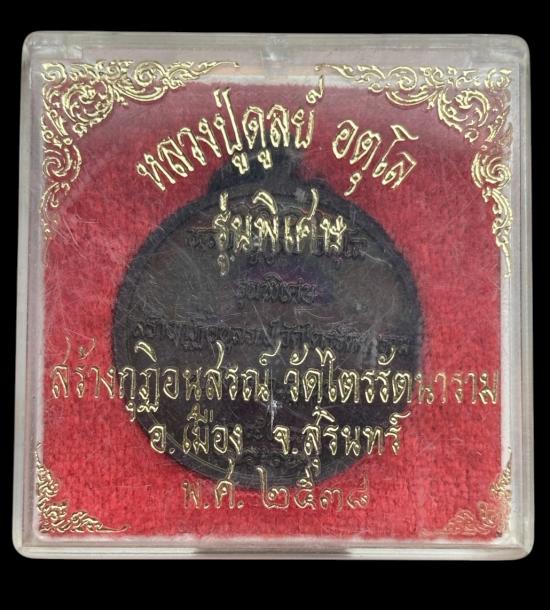 หลวงปู่ดูลย์ อตุโล
รุ่นพิเศษ
สร้างกุฏิอนุสรณ์ วัดไตรรัตนาราม
อ.เมือง จ.สุรินทร์
พ.ศ. ๒๕๓๘